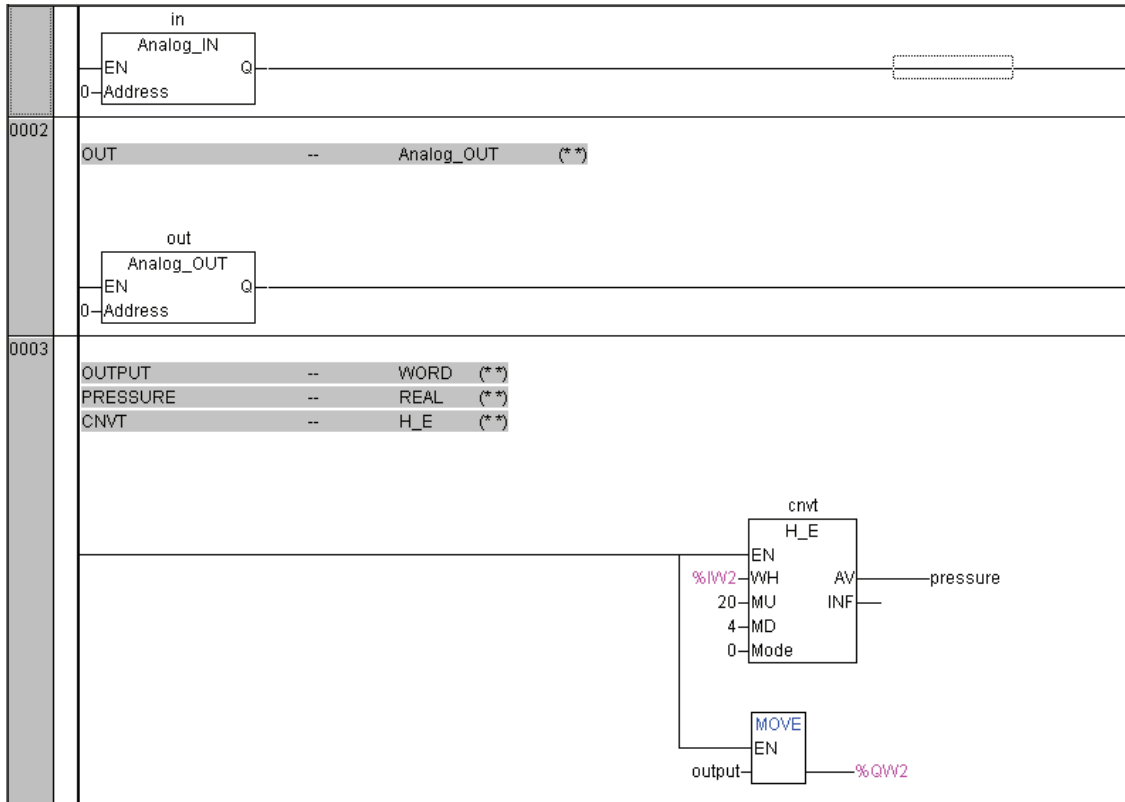 in
Analog_IN
EN Q
0 Address
0002
OUT -- Analog_OUT (* *)
out
Analog_OUT
EN Q
0 Address
0003
OUTPUT -- WORD (* *)
PRESSURE -- REAL (* *)
CNVT -- H_E (* *)
cnvt
H_E
EN
%IW2 WH AV pressure
20 MU INF
4 MD
0 Mode
MOVE
EN
output %QW2